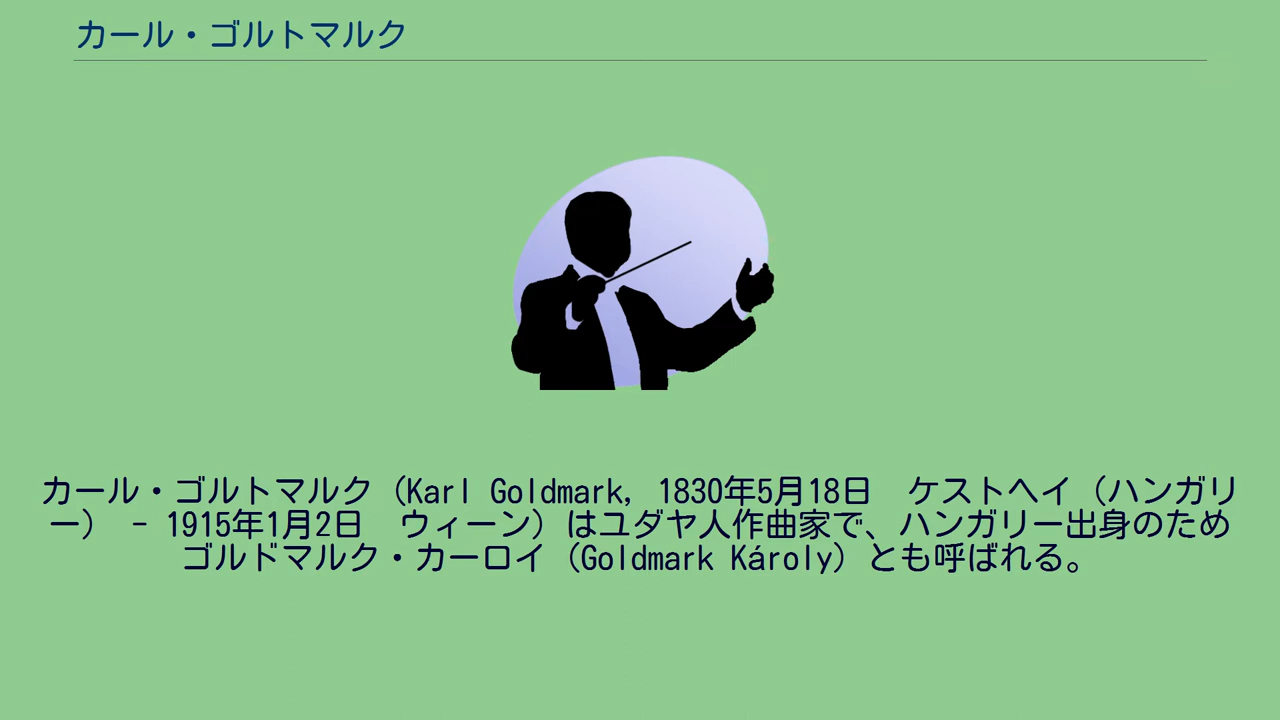 カール・ゴルトマルク
カール・ゴルトマルク（Karl Goldmark, 1830年5月18日　ケストヘイ（ハンガリ
ー） - 1915年1月2日　ウィーン）はユダヤ人作曲家で、ハンガリー出身のため
ゴルドマルク・カーロイ（Goldmark Károly）とも呼ばれる。